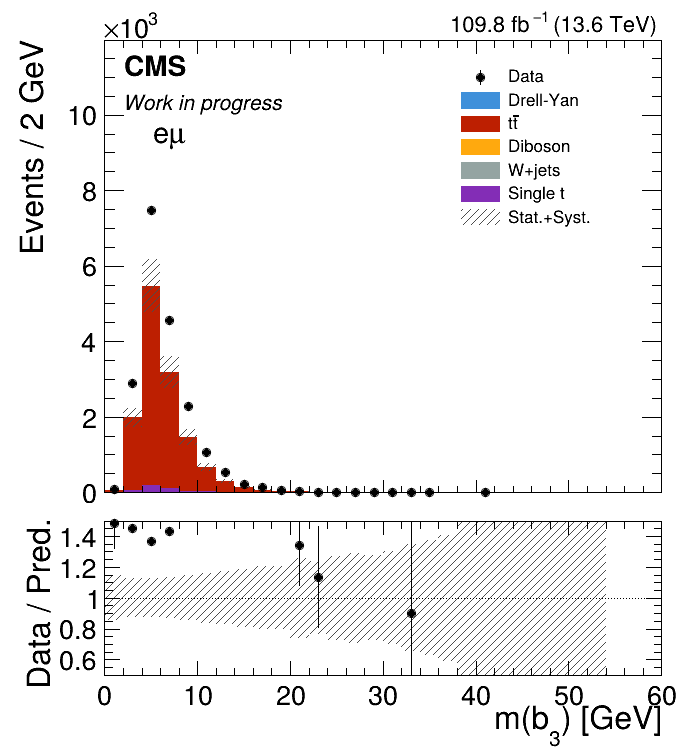 ×10³
109.8 fb⁻¹ (13.6 TeV)
CMS
Work in progress
eμ
Data
Drell-Yan
tt̄
Diboson
W+jets
Single t
Stat.+Syst.
Events / 2 GeV
10
8
6
4
2
0
Data / Pred.
1.4
1.2
1
0.8
0.6
0 10 20 30 40 50 60
m(b₃) [GeV]